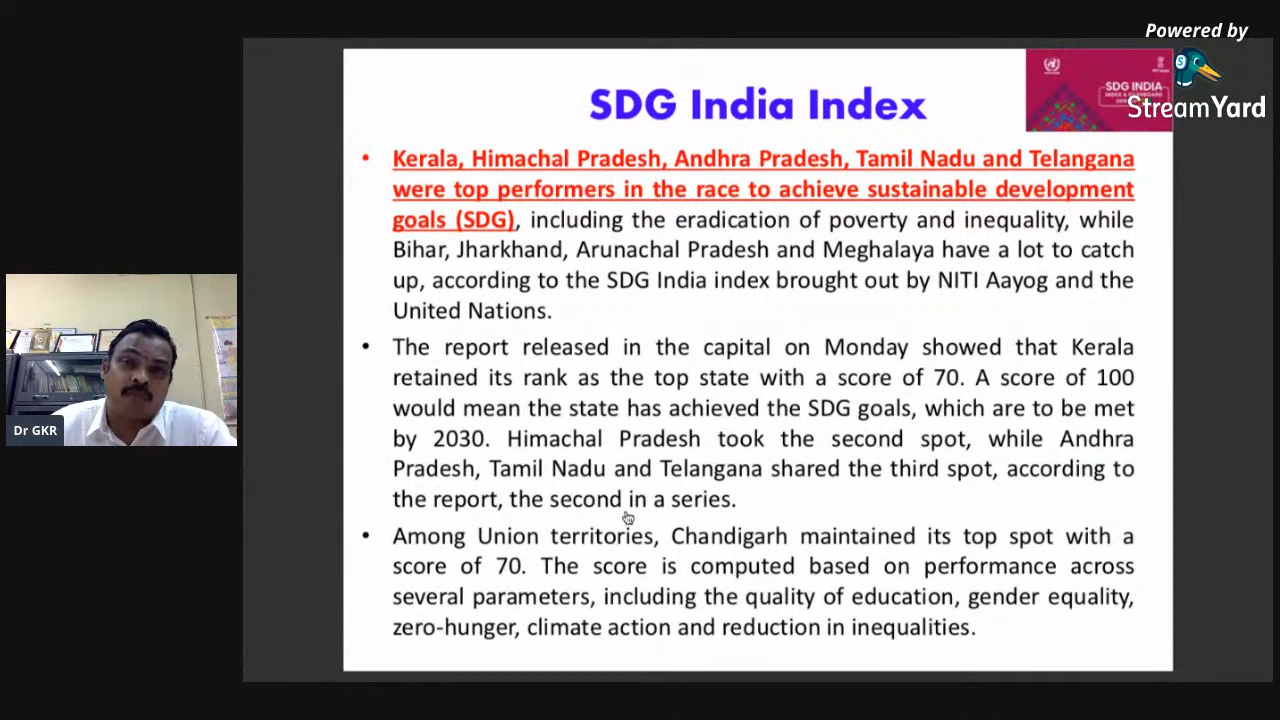 Powered by
StreamYard
SDG India Index
SDG INDIA
• Kerala, Himachal Pradesh, Andhra Pradesh, Tamil Nadu and Telangana
were top performers in the race to achieve sustainable development
goals (SDG), including the eradication of poverty and inequality, while
Bihar, Jharkhand, Arunachal Pradesh and Meghalaya have a lot to catch
up, according to the SDG India index brought out by NITI Aayog and the
United Nations.
• The report released in the capital on Monday showed that Kerala
retained its rank as the top state with a score of 70. A score of 100
would mean the state has achieved the SDG goals, which are to be met
by 2030. Himachal Pradesh took the second spot, while Andhra
Pradesh, Tamil Nadu and Telangana shared the third spot, according to
the report, the second in a series.
• Among Union territories, Chandigarh maintained its top spot with a
score of 70. The score is computed based on performance across
several parameters, including the quality of education, gender equality,
zero-hunger, climate action and reduction in inequalities.
Dr GKR